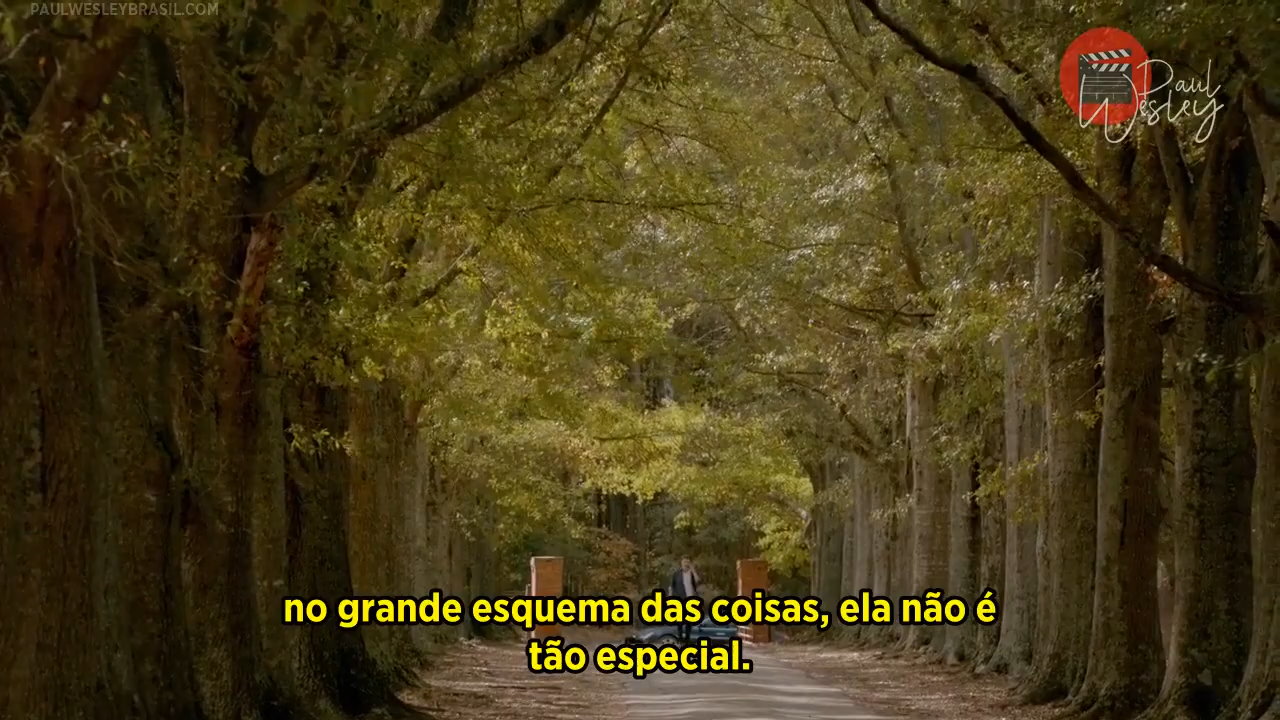 PAULWESLEYBRASIL.COM
Paul
Wesley
no grande esquema das coisas, ela não é
tão especial.